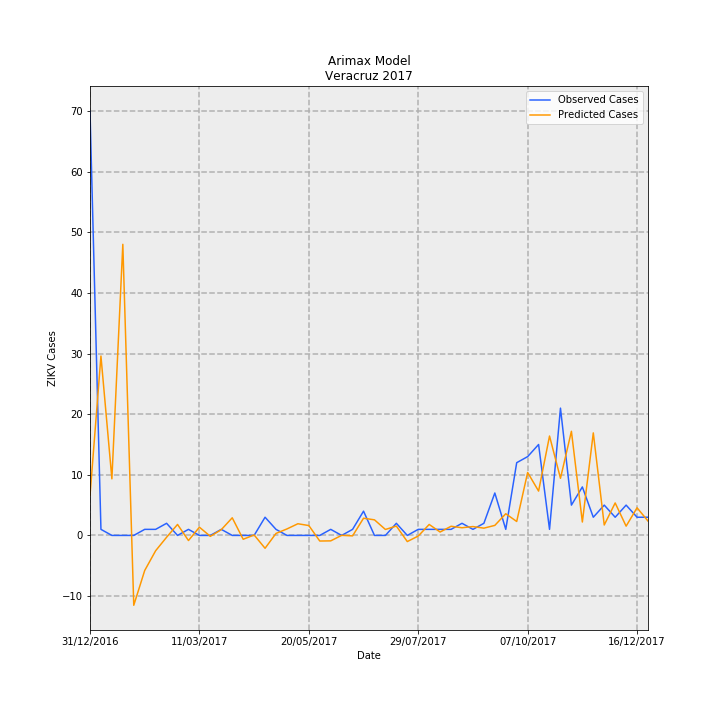 Arimax Model
Veracruz 2017
Observed Cases
Predicted Cases
70
60
50
40
30
20
10
0
−10
ZIKV Cases
31/12/2016
11/03/2017
20/05/2017
29/07/2017
07/10/2017
16/12/2017
Date